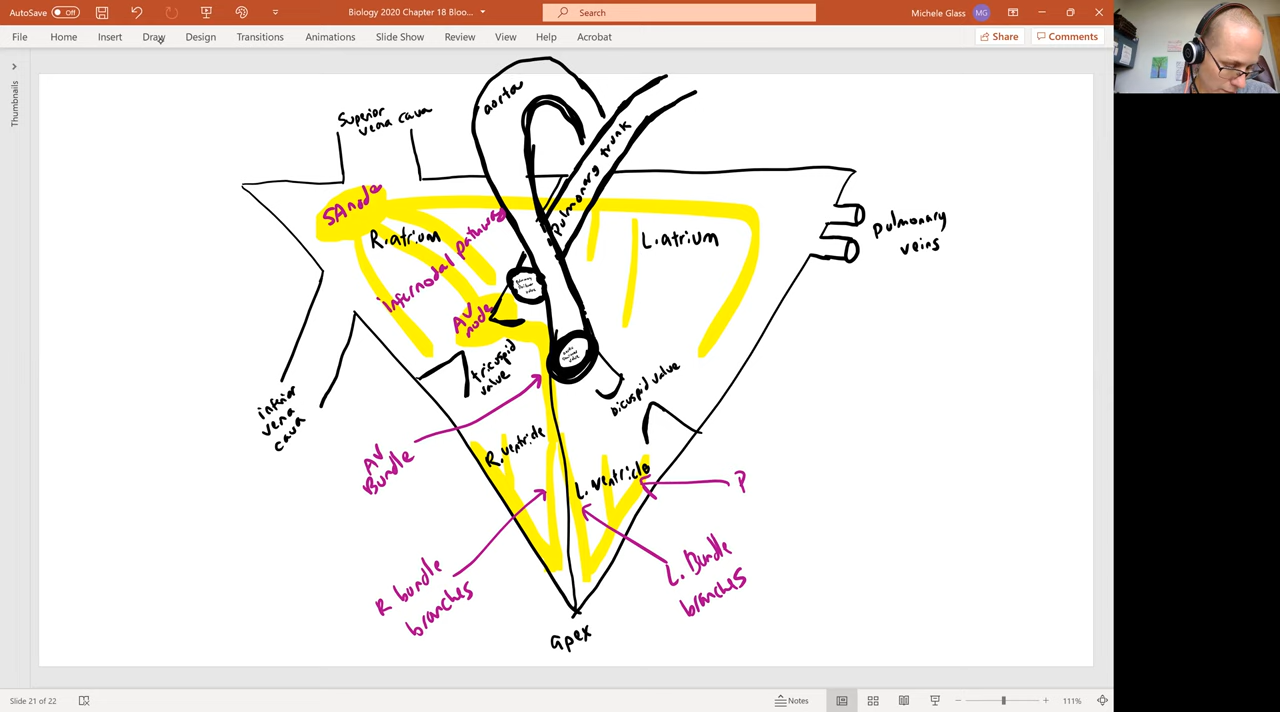 AutoSave Off
Biology 2020 Chapter 18 Bloo...
Search
Michele Glass MG
File Home Insert Draw Design Transitions Animations Slide Show Review View Help Acrobat Share Comments
Thumbnails
Superior
vena cava
aorta
pulmonary trunk
SA node
R. atrium
internodal pathway
L. atrium
pulmonary
veins
AV
node
tricuspid
valve
bicuspid valve
inferior
vena
cava
AV
Bundle
R. ventricle
L. ventricle
P
R bundle
branches
L. Bundle
branches
apex
Slide 21 of 22
Notes
111%